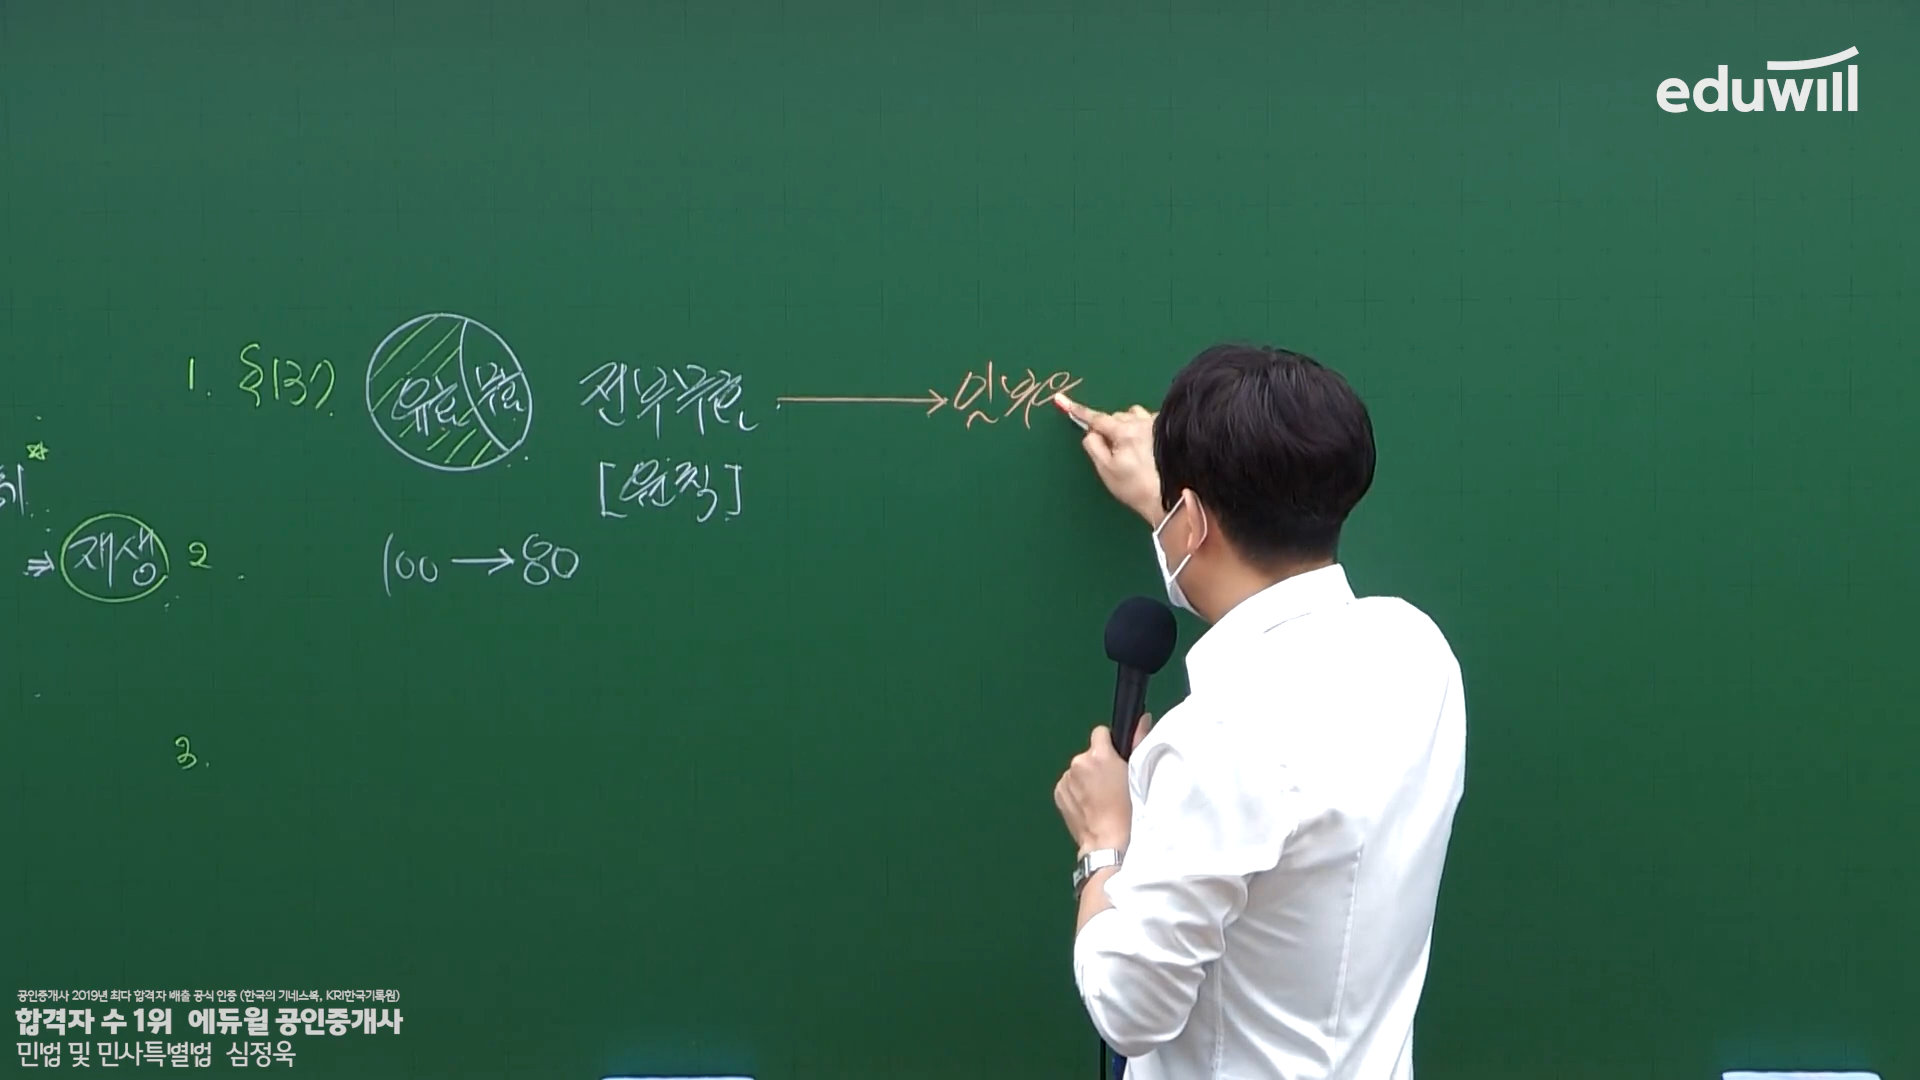 eduwill
1. §137. 유효 무효 전부무효 → 일부무
[원칙]
⇒ 재생 2.
100 → 80
3.
공인중개사 2019년 최다 합격자 배출 공식 인증 (한국의 기네스북, KRI한국기록원)
합격자 수 1위 에듀윌 공인중개사
민법 및 민사특별법 심정욱